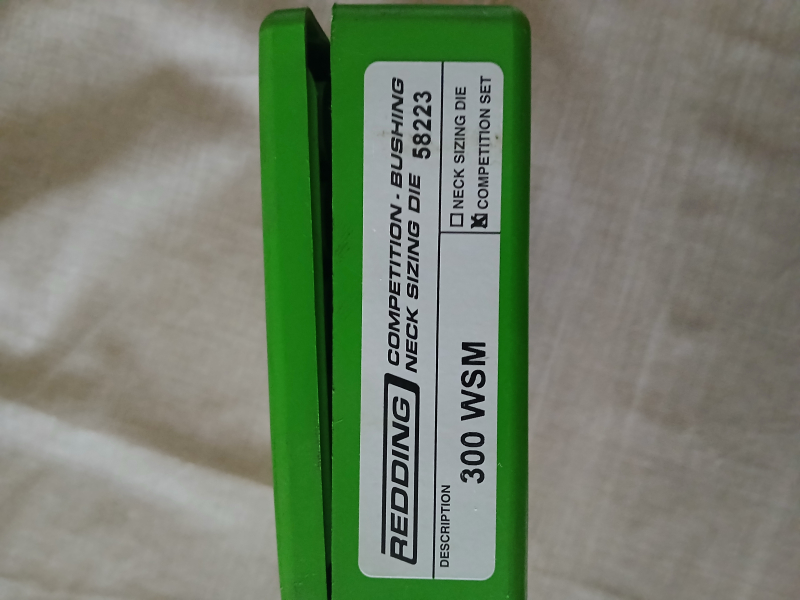 REDDING
COMPETITION - BUSHING
NECK SIZING DIE 58223
DESCRIPTION
300 WSM
NECK SIZING DIE
COMPETITION SET